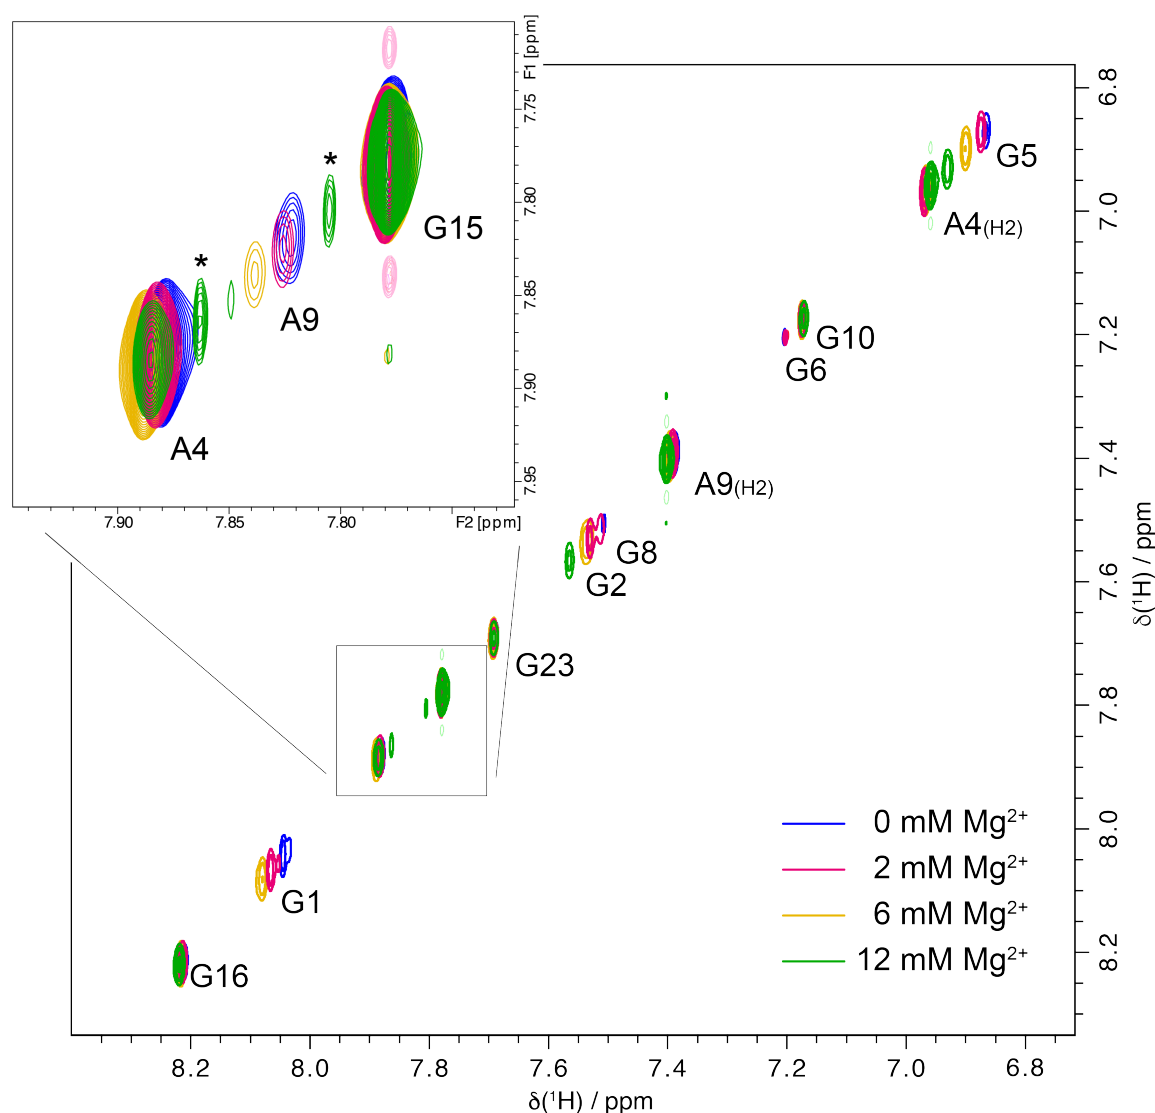 F1 [ppm]
7.75
7.80
7.85
7.90
7.95
*
*
G15
A9
A4
7.90
7.85
7.80
F2 [ppm]
G5
A4(H2)
G10
G6
A9(H2)
G8
G2
G23
G1
G16
0 mM Mg²⁺
2 mM Mg²⁺
6 mM Mg²⁺
12 mM Mg²⁺
6.8
7.0
7.2
7.4
7.6
7.8
8.0
8.2
δ(¹H) / ppm
8.2
8.0
7.8
7.6
7.4
7.2
7.0
6.8
δ(¹H) / ppm